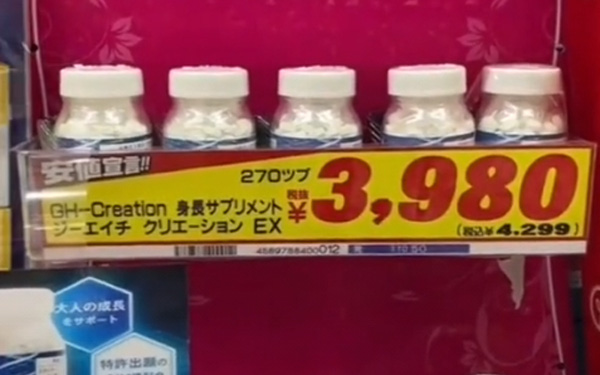 安値宣言!!
270ツブ
GH-Creation 身長サプリメント
ジーエイチ クリエーション EX
税抜
¥3,980
(税込¥4,299)
大人の成長
をサポート
特許出願の